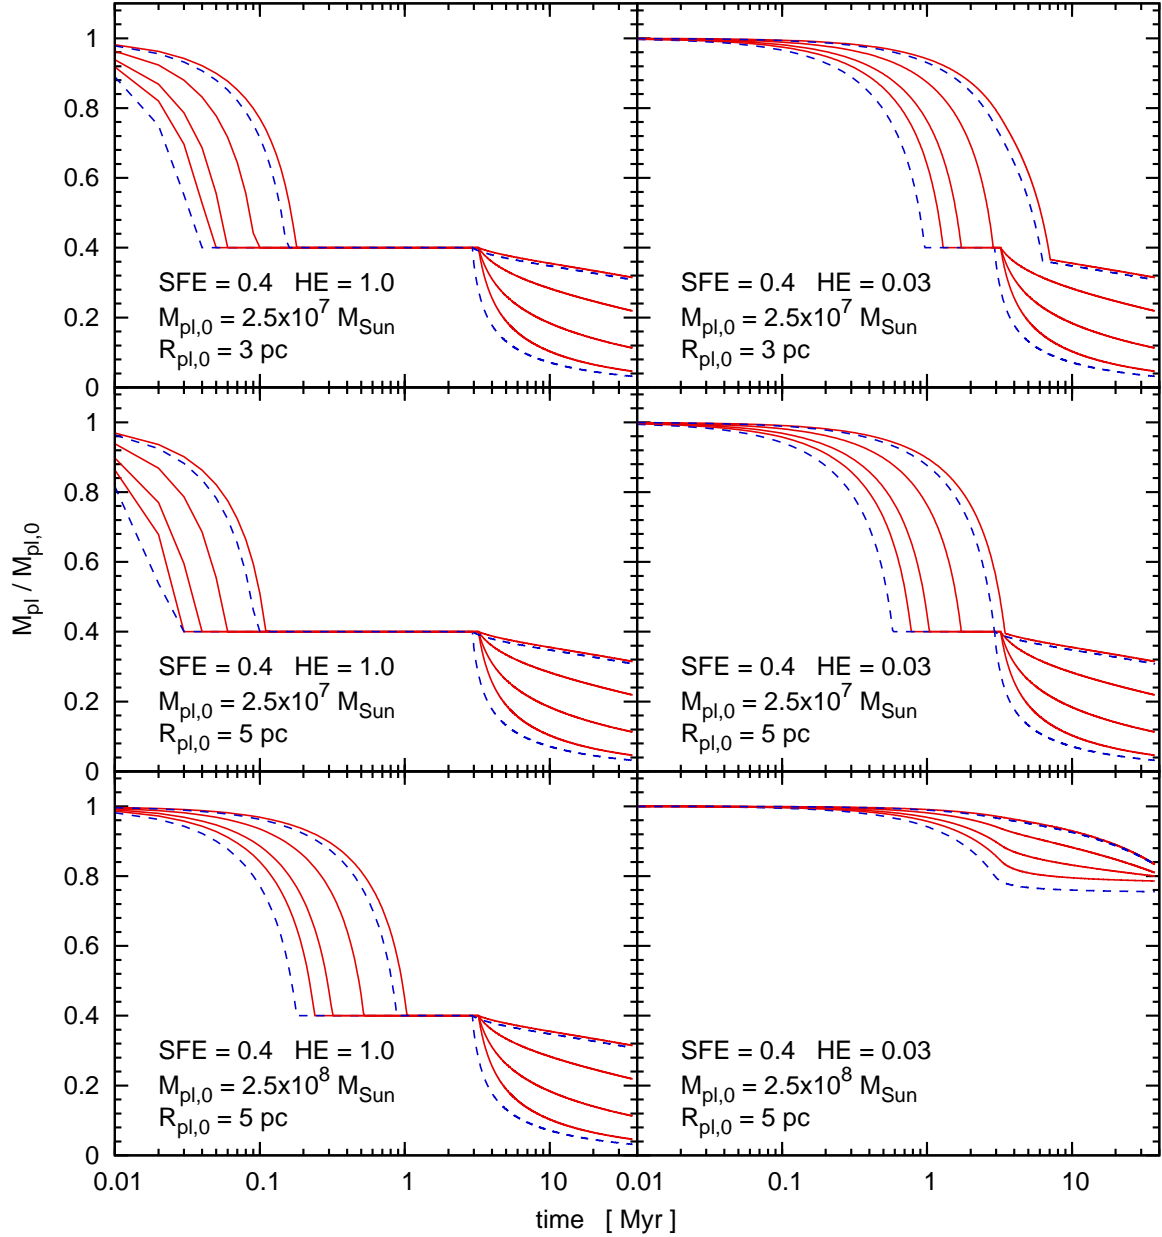 1
0.8
0.6
0.4
0.2
0
SFE = 0.4 HE = 1.0
M_pl,0 = 2.5x10^7 M_Sun
R_pl,0 = 3 pc
SFE = 0.4 HE = 0.03
M_pl,0 = 2.5x10^7 M_Sun
R_pl,0 = 3 pc
M_pl / M_pl,0
1
0.8
0.6
0.4
0.2
0
SFE = 0.4 HE = 1.0
M_pl,0 = 2.5x10^7 M_Sun
R_pl,0 = 5 pc
SFE = 0.4 HE = 0.03
M_pl,0 = 2.5x10^7 M_Sun
R_pl,0 = 5 pc
1
0.8
0.6
0.4
0.2
0
SFE = 0.4 HE = 1.0
M_pl,0 = 2.5x10^8 M_Sun
R_pl,0 = 5 pc
SFE = 0.4 HE = 0.03
M_pl,0 = 2.5x10^8 M_Sun
R_pl,0 = 5 pc
0.01 0.1 1 10 0.01 0.1 1 10
time [ Myr ]